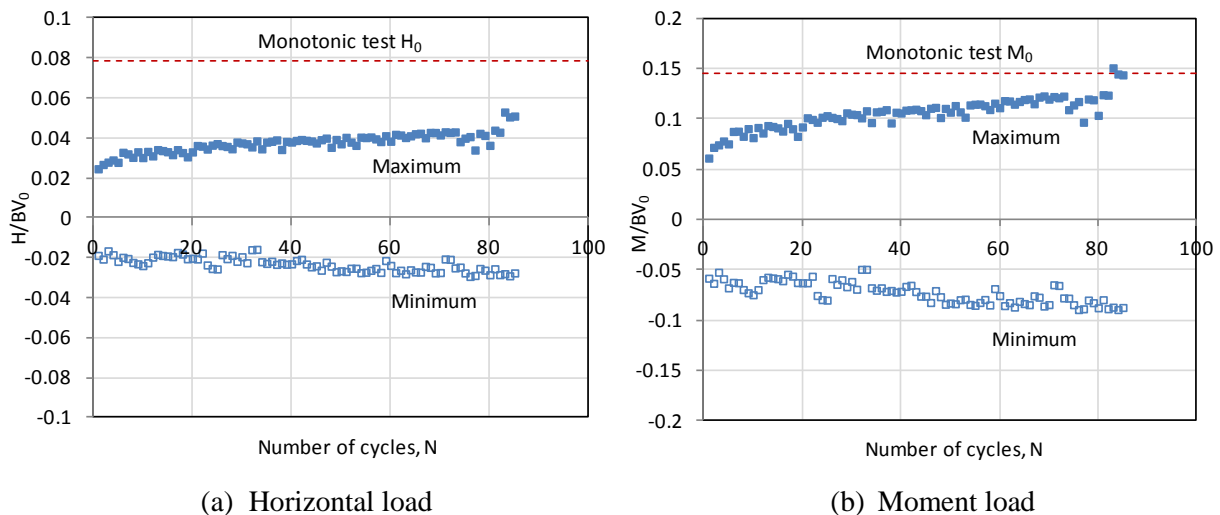 0.1
0.08
0.06
0.04
0.02
0
-0.02
-0.04
-0.06
-0.08
-0.1
H/BV₀
0 20 40 60 80 100
Monotonic test H₀
Maximum
Minimum
Number of cycles, N
(a) Horizontal load
0.2
0.15
0.1
0.05
0
-0.05
-0.1
-0.15
-0.2
M/BV₀
0 20 40 60 80 100
Monotonic test M₀
Maximum
Minimum
Number of cycles, N
(b) Moment load